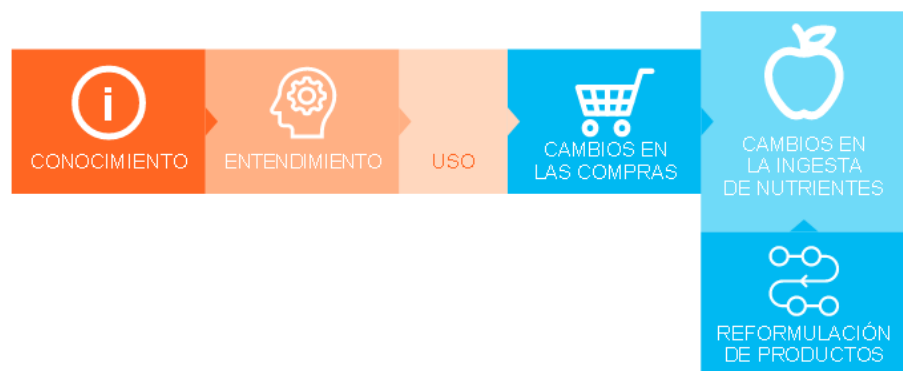 CONOCIMIENTO
ENTENDIMIENTO
USO
CAMBIOS EN
LAS COMPRAS
CAMBIOS EN
LA INGESTA
DE NUTRIENTES
REFORMULACIÓN
DE PRODUCTOS